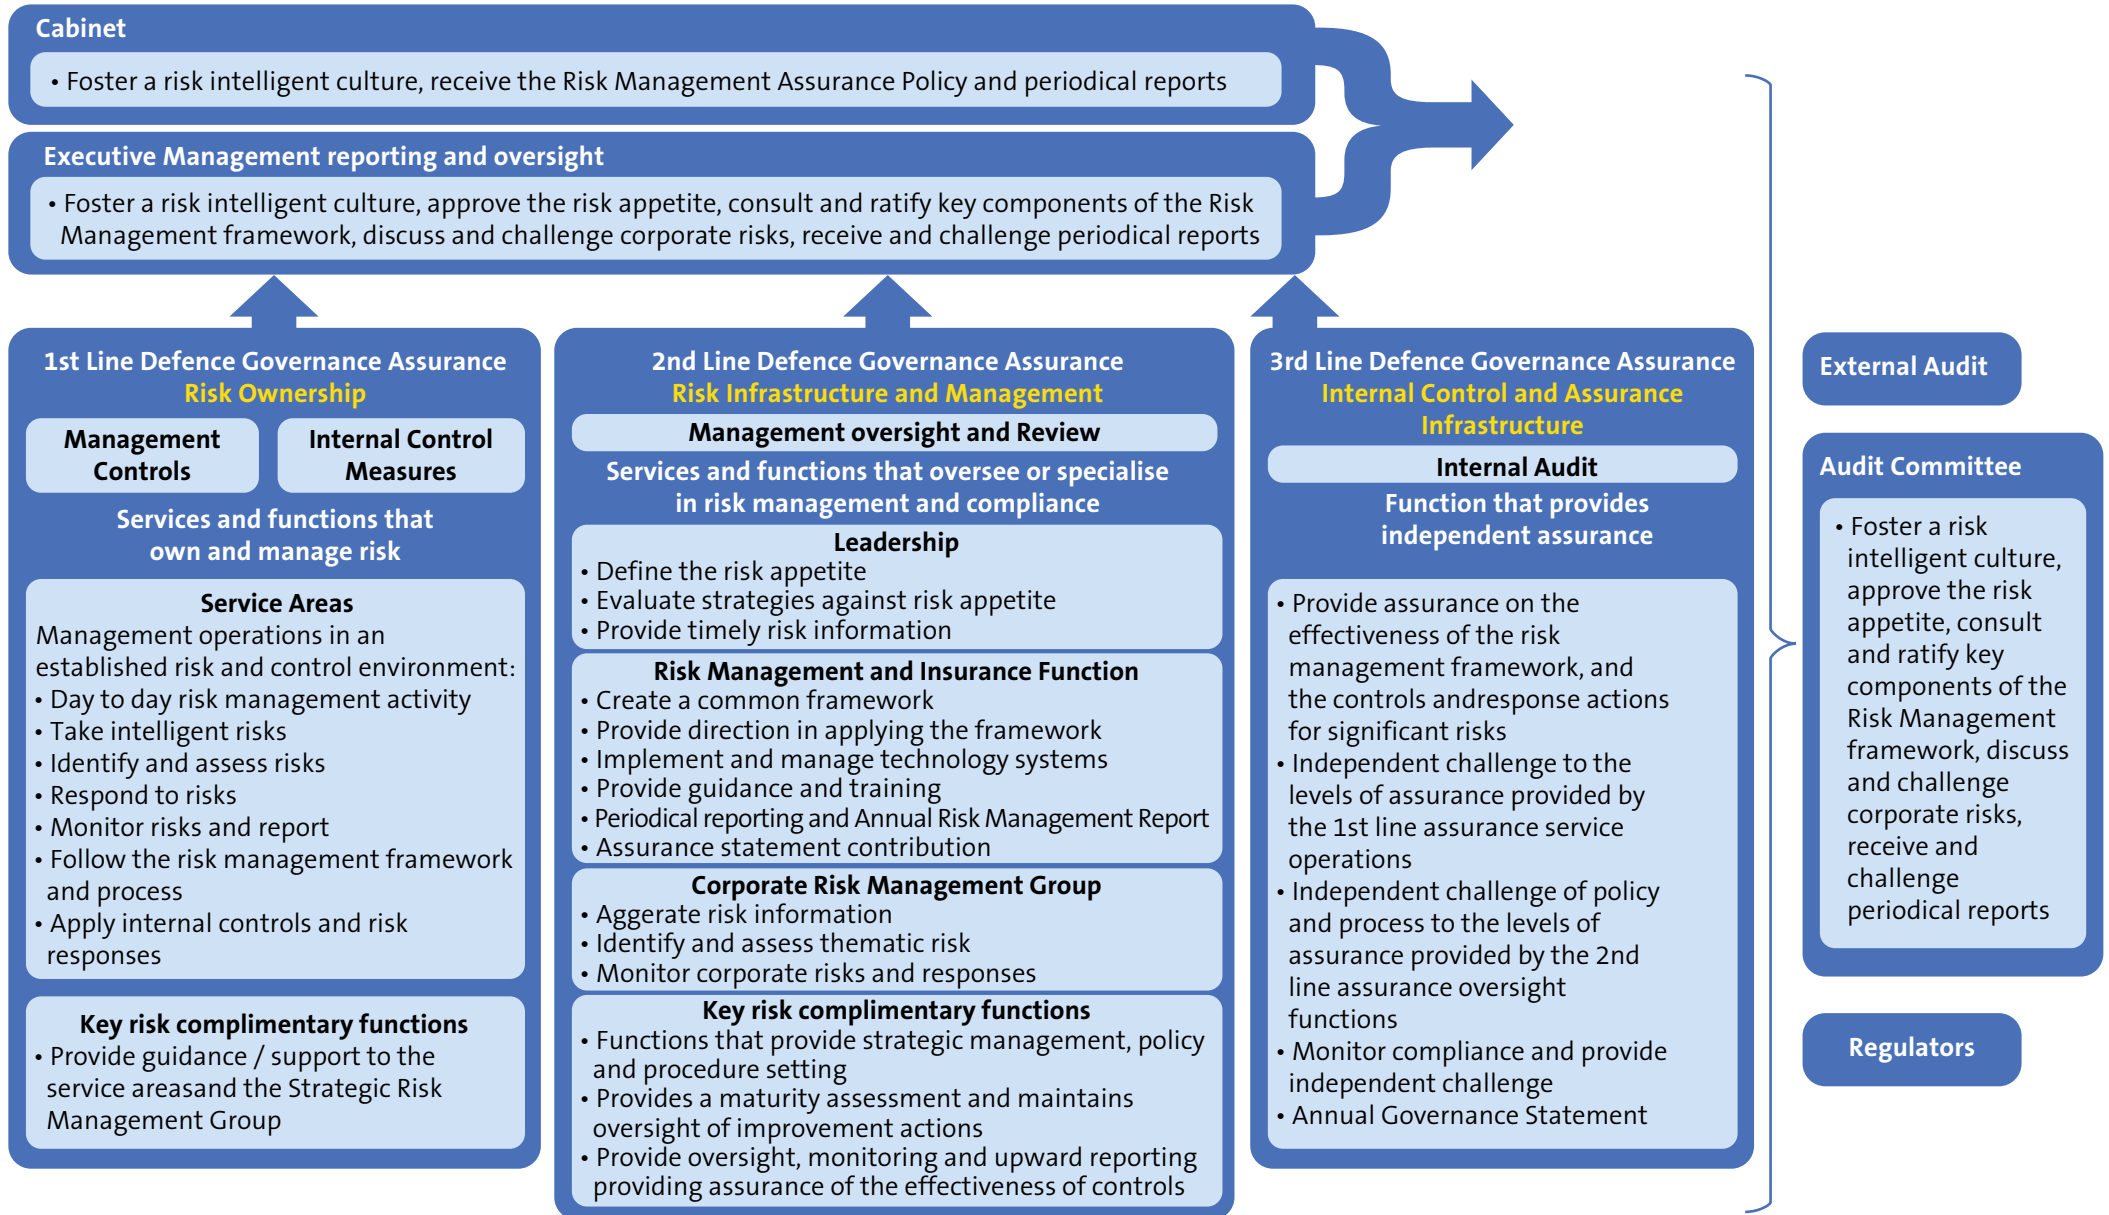 Cabinet
• Foster a risk intelligent culture, receive the Risk Management Assurance Policy and periodical reports
Executive Management reporting and oversight
• Foster a risk intelligent culture, approve the risk appetite, consult and ratify key components of the Risk
Management framework, discuss and challenge corporate risks, receive and challenge periodical reports
1st Line Defence Governance Assurance
Risk Ownership
Management
Controls
Internal Control
Measures
Services and functions that
own and manage risk
Service Areas
Management operations in an
established risk and control environment:
• Day to day risk management activity
• Take intelligent risks
• Identify and assess risks
• Respond to risks
• Monitor risks and report
• Follow the risk management framework
and process
• Apply internal controls and risk
responses
Key risk complimentary functions
• Provide guidance / support to the
service areasand the Strategic Risk
Management Group
2nd Line Defence Governance Assurance
Risk Infrastructure and Management
Management oversight and Review
Services and functions that oversee or specialise
in risk management and compliance
Leadership
• Define the risk appetite
• Evaluate strategies against risk appetite
• Provide timely risk information
Risk Management and Insurance Function
• Create a common framework
• Provide direction in applying the framework
• Implement and manage technology systems
• Provide guidance and training
• Periodical reporting and Annual Risk Management Report
• Assurance statement contribution
Corporate Risk Management Group
• Aggerate risk information
• Identify and assess thematic risk
• Monitor corporate risks and responses
Key risk complimentary functions
• Functions that provide strategic management, policy
and procedure setting
• Provides a maturity assessment and maintains
oversight of improvement actions
• Provide oversight, monitoring and upward reporting
providing assurance of the effectiveness of controls
3rd Line Defence Governance Assurance
Internal Control and Assurance
Infrastructure
Internal Audit
Function that provides
independent assurance
• Provide assurance on the
effectiveness of the risk
management framework, and
the controls andresponse actions
for significant risks
• Independent challenge to the
levels of assurance provided by
the 1st line assurance service
operations
• Independent challenge of policy
and process to the levels of
assurance provided by the 2nd
line assurance oversight
functions
• Monitor compliance and provide
independent challenge
• Annual Governance Statement
External Audit
Audit Committee
• Foster a risk
intelligent culture,
approve the risk
appetite, consult
and ratify key
components of the
Risk Management
framework, discuss
and challenge
corporate risks,
receive and
challenge
periodical reports
Regulators